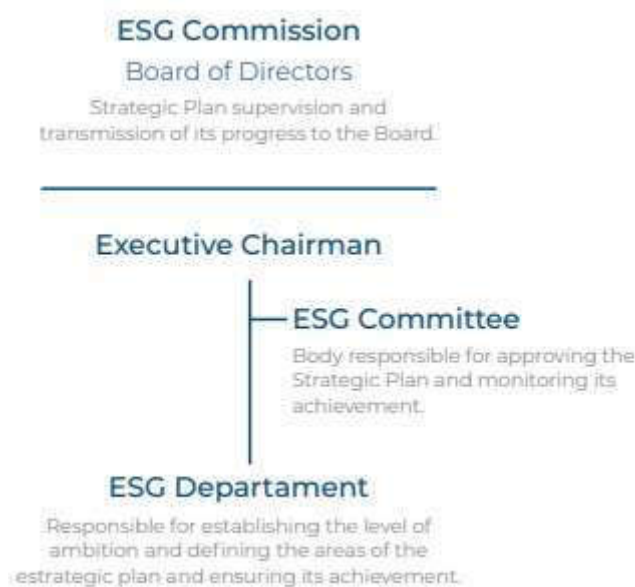 ESG Commission
Board of Directors
Strategic Plan supervision and
transmission of its progress to the Board.
Executive Chairman
ESG Committee
Body responsible for approving the
Strategic Plan and monitoring its
achievement.
ESG Departament
Responsible for establishing the level of
ambition and defining the areas of the
estrategic plan and ensuring its achievement.